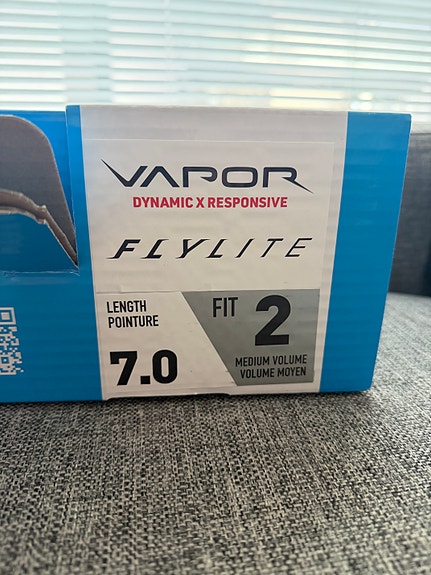 VAPOR
DYNAMIC X RESPONSIVE
FLYLITE
LENGTH
POINTURE
7.0
FIT 2
MEDIUM VOLUME
VOLUME MOYEN